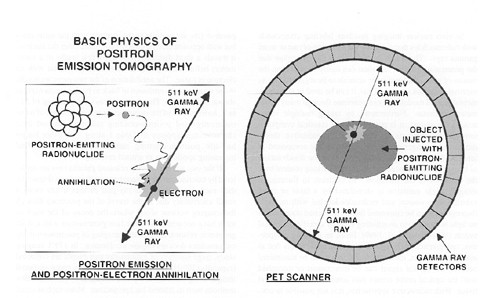 BASIC PHYSICS OF
POSITRON
EMISSION TOMOGRAPHY
511 keV
GAMMA
RAY
POSITRON
POSITRON-EMITTING
RADIONUCLIDE
ANNIHILATION
ELECTRON
511 keV
GAMMA
RAY
POSITRON EMISSION
AND POSITRON-ELECTRON ANNIHILATION
511 keV
GAMMA
RAY
OBJECT
INJECTED
WITH
POSITRON-
EMITTING
RADIONUCLIDE
511 keV
GAMMA
RAY
GAMMA RAY
DETECTORS
PET SCANNER